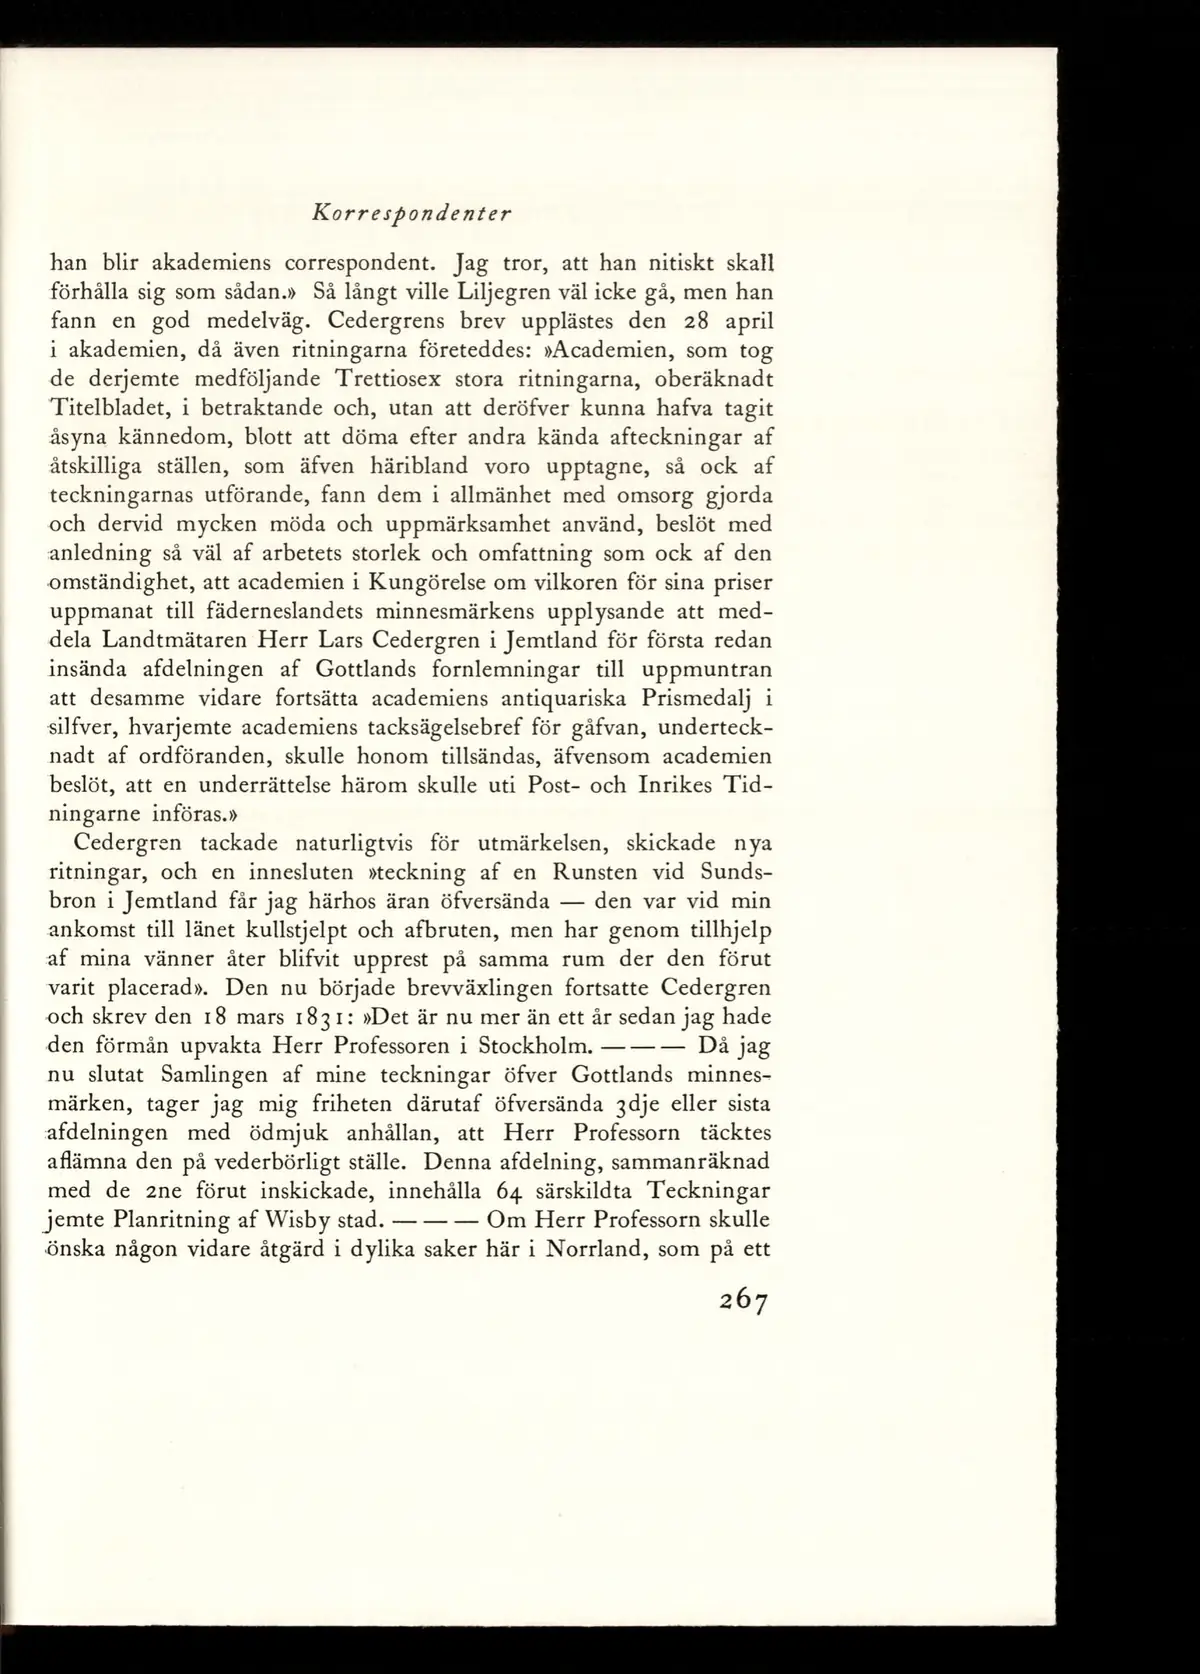 Korrespondenter
han blir akademiens correspondent. Jag tror, att han nitiskt skall
förhålla sig som sådan.» Så långt ville Liljegren väl icke gå, men han
fann en god medelväg. Cedergrens brev upplästes den 28 april
i akademien, då även ritningarna företeddes: »Academien, som tog
de derjemte medföljande Trettiosex stora ritningarna, oberäknadt
Titelbladet, i betraktande och, utan att deröfver kunna hafva tagit
åsyna kännedom, blott att döma efter andra kända afteckningar af
åtskilliga ställen, som äfven häribland voro upptagne, så ock af
teckningarnas utförande, fann dem i allmänhet med omsorg gjorda
och dervid mycken möda och uppmärksamhet använd, beslöt med
anledning så väl af arbetets storlek och omfattning som ock af den
omständighet, att academien i Kungörelse om vilkoren för sina priser
uppmanat till fäderneslandets minnesmärkens upplysande att med-
dela Landtmätaren Herr Lars Cedergren i Jemtland för första redan
insända afdelningen af Gottlands fornlemningar till uppmuntran
att desamme vidare fortsätta academiens antiquariska Prismedalj i
silfver, hvarjemte academiens tacksägelsebref för gåfvan, underteck-
nadt af ordföranden, skulle honom tillsändas, äfvensom academien
beslöt, att en underrättelse härom skulle uti Post- och Inrikes Tid-
ningarne införas.»
Cedergren tackade naturligtvis för utmärkelsen, skickade nya
ritningar, och en innesluten »teckning af en Runsten vid Sunds-
bron i Jemtland får jag härhos äran öfversända — den var vid min
ankomst till länet kullstjelpt och afbruten, men har genom tillhjelp
af mina vänner åter blifvit upprest på samma rum der den förut
varit placerad». Den nu började brevväxlingen fortsatte Cedergren
och skrev den 18 mars 1831: »Det är nu mer än ett år sedan jag hade
den förmån upvakta Herr Professoren i Stockholm. — — — Då jag
nu slutat Samlingen af mine teckningar öfver Gottlands minnes-
märken, tager jag mig friheten därutaf öfversända 3dje eller sista
afdelningen med ödmjuk anhållan, att Herr Professorn täcktes
aflämna den på vederbörligt ställe. Denna afdelning, sammanräknad
med de 2ne förut inskickade, innehålla 64 särskildta Teckningar
jemte Planritning af Wisby stad. — — — Om Herr Professorn skulle
önska någon vidare åtgärd i dylika saker här i Norrland, som på ett
267